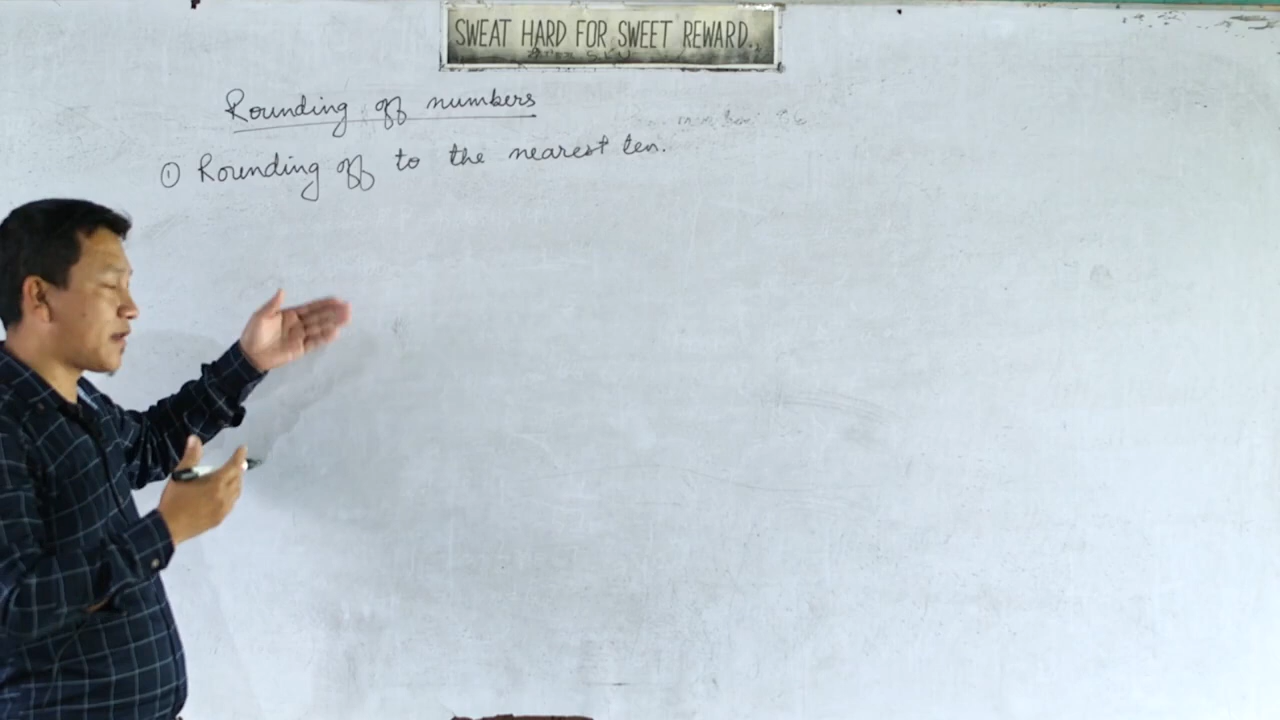 SWEAT HARD FOR SWEET REWARD.
Rounding off numbers
① Rounding off to the nearest ten.